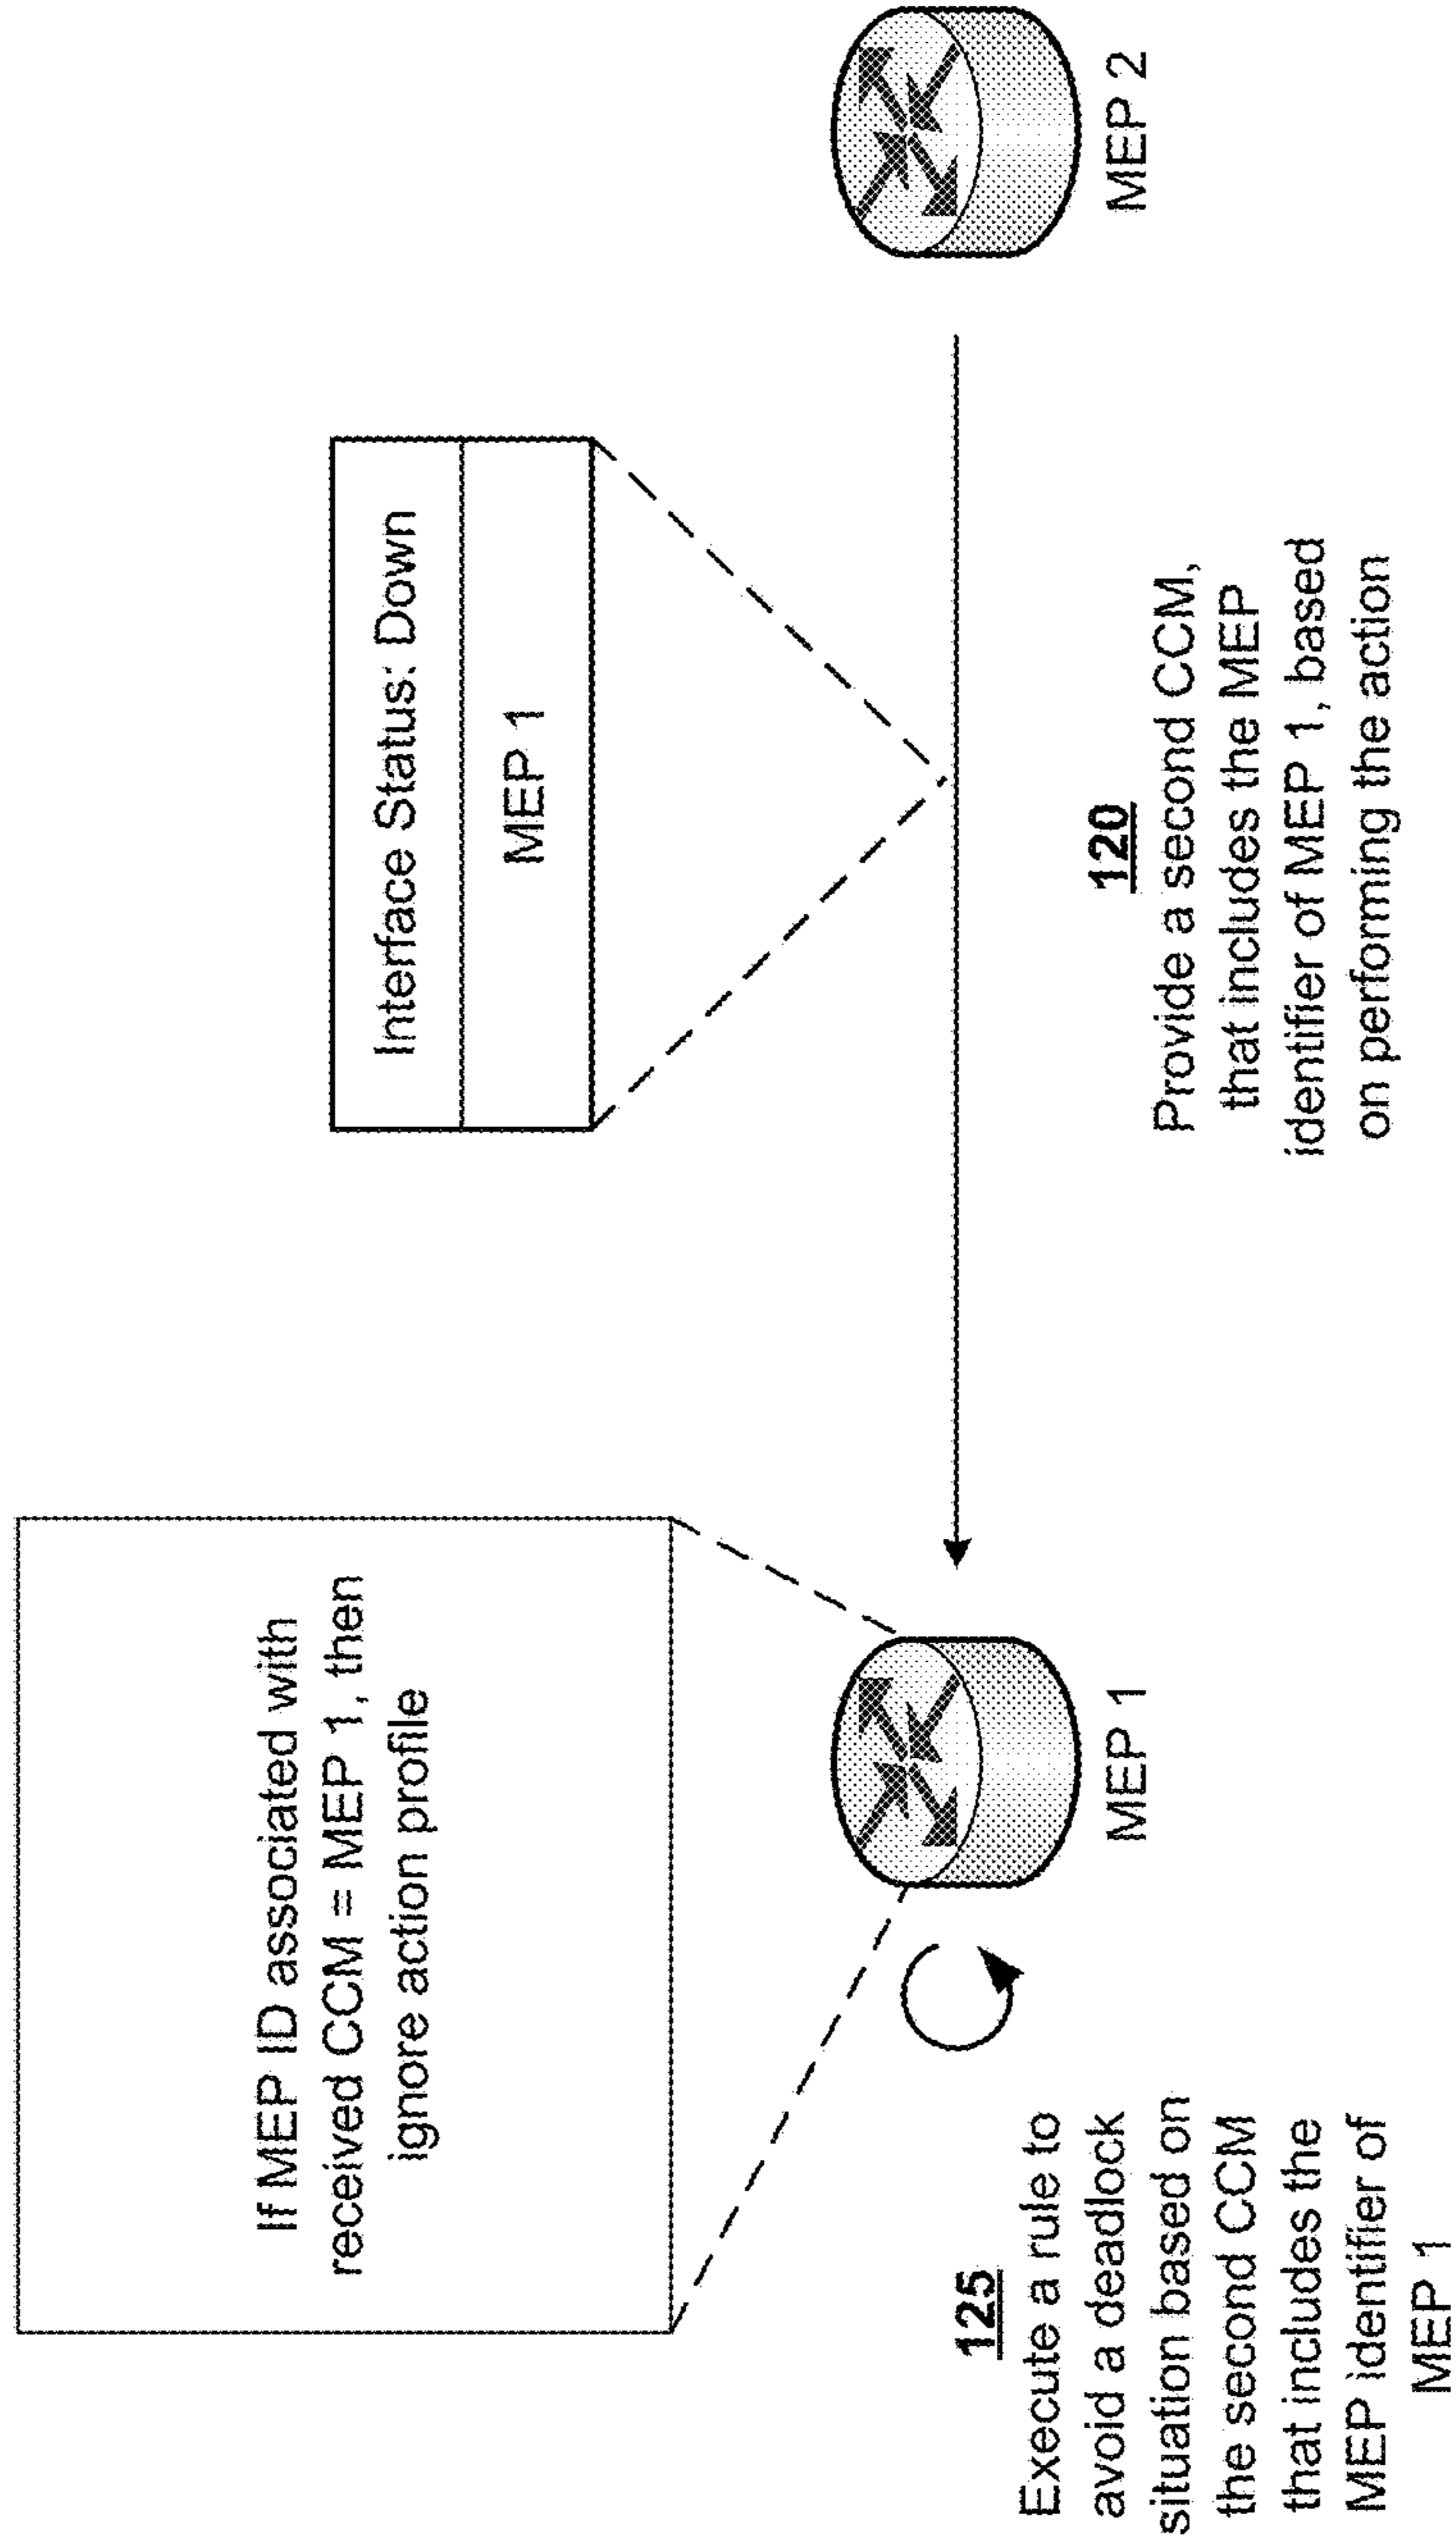 If MEP ID associated with
received CCM = MEP 1, then
ignore action profile
Interface Status: Down
MEP 1
MEP 1
MEP 2
125
Execute a rule to
avoid a deadlock
situation based on
the second CCM
that includes the
MEP identifier of
MEP 1
120
Provide a second CCM,
that includes the MEP
identifier of MEP 1, based
on performing the action